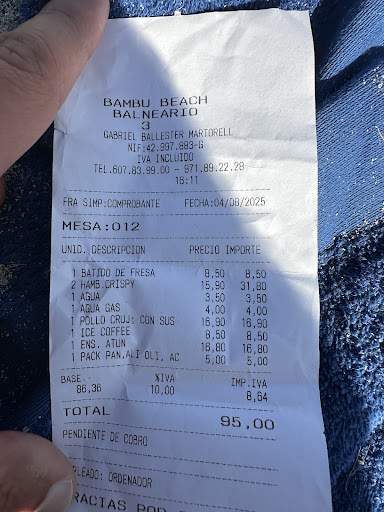 BAMBU BEACH
BALNEARIO
3
GABRIEL BALLESTER MARTORELL
NIF:42.997.883-G
IVA INCLUIDO
TEL.607.83.99.00 - 971.89.22.28
16:11
FRA SIMP:COMPROBANTE FECHA:04/08/2025
MESA:012
UNID. DESCRIPCION PRECIO IMPORTE
1 BATIDO DE FRESA 8,50 8,50
2 HAMB.CRISPY 15,90 31,80
1 AGUA 3,50 3,50
1 AGUA GAS 4,00 4,00
1 POLLO CRUJ: CON SUS 16,90 16,90
1 ICE COFFEE 8,50 8,50
1 ENS. ATUN 16,80 16,80
1 PACK PAN,ALI OLI, AC 5,00 5,00
BASE. %IVA IMP.IVA
86,36 10,00 8,64
TOTAL 95,00
PENDIENTE DE COBRO
PLEADO: ORDENADOR
GRACIAS POR